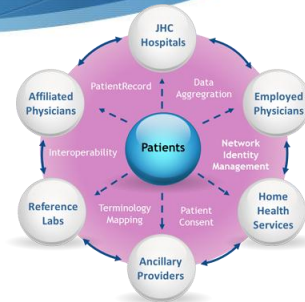 JHC
Hospitals
PatientRecord
Data
Aggregration
Affiliated
Physicians
Employed
Physicians
Patients
Interoperability
Network
Identity
Management
Reference
Labs
Terminology
Mapping
Patient
Consent
Home
Health
Services
Ancillary
Providers